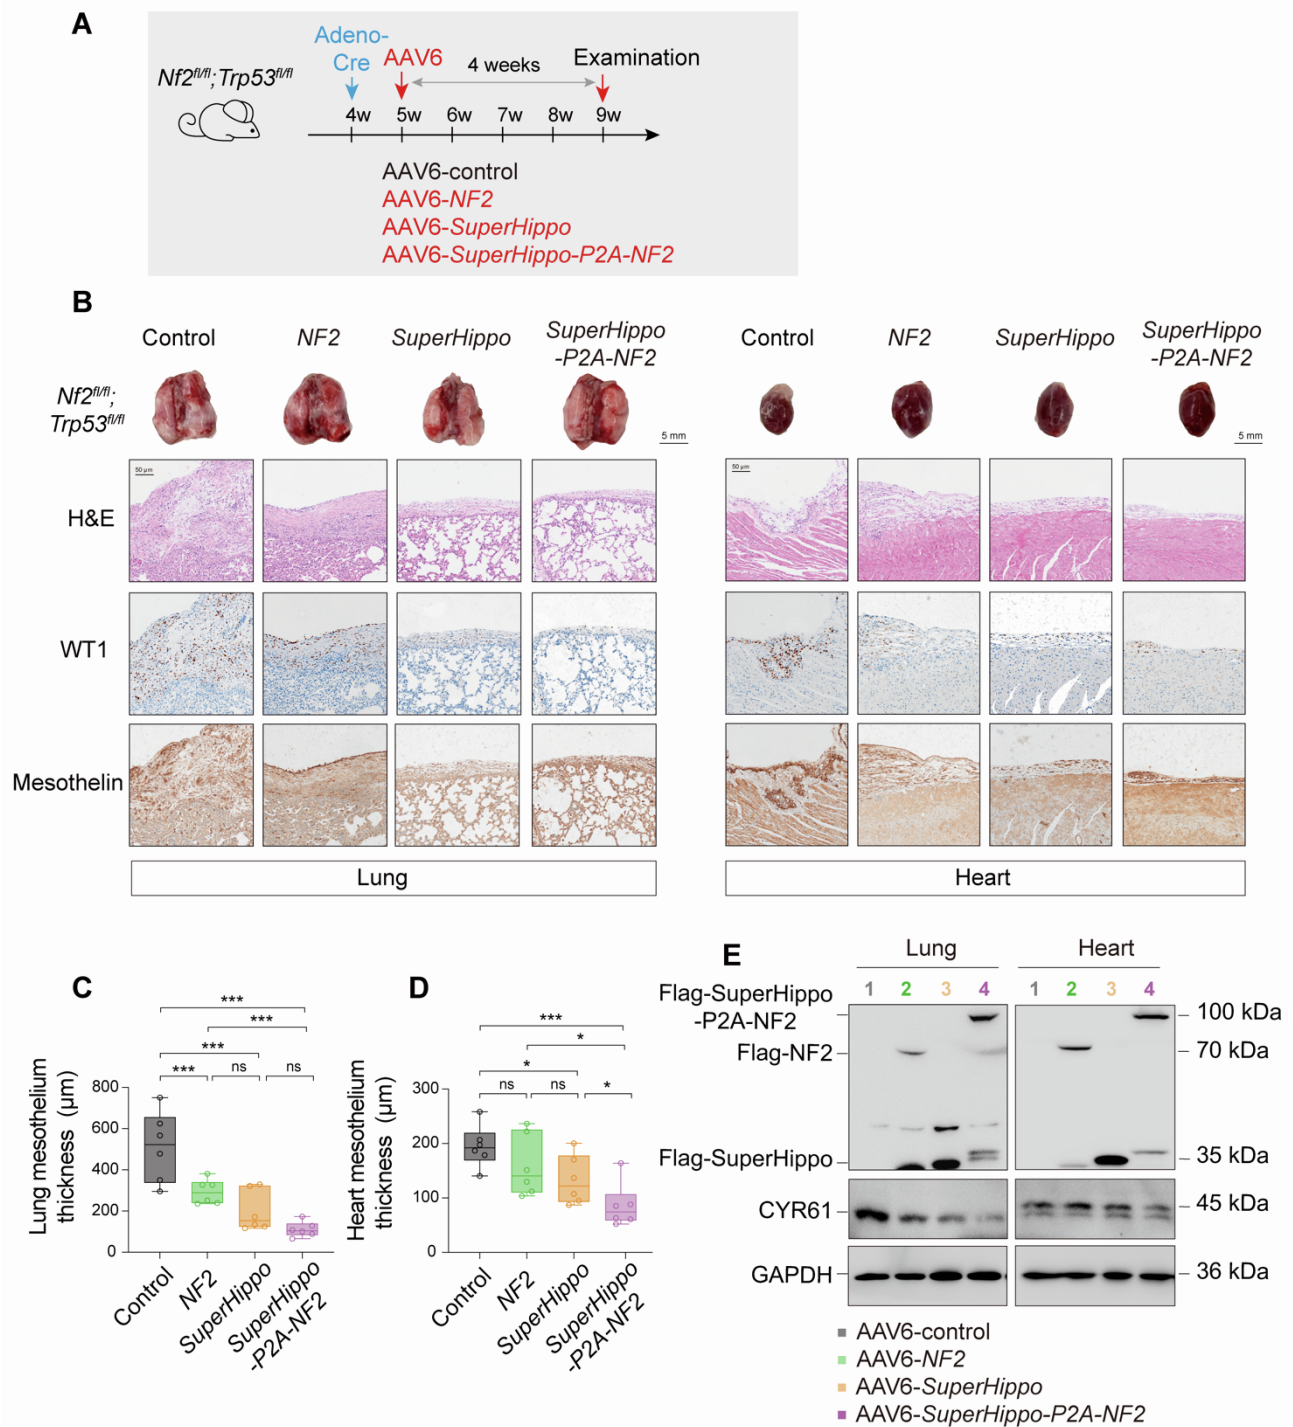 A
Adeno-
Cre
AAV6
4 weeks
Examination
Nf2fl/fl;Trp53fl/fl
4w 5w 6w 7w 8w 9w
AAV6-control
AAV6-NF2
AAV6-SuperHippo
AAV6-SuperHippo-P2A-NF2
B
Control NF2 SuperHippo SuperHippo
-P2A-NF2
Control NF2 SuperHippo SuperHippo
-P2A-NF2
Nf2fl/fl;
Trp53fl/fl
5 mm
5 mm
50 μm
50 μm
H&E
WT1
Mesothelin
Lung
Heart
C
***
***
***
*** ns ns
Lung mesothelium
thickness (μm)
800
600
400
200
0
Control
NF2
SuperHippo
SuperHippo
-P2A-NF2
D
***
*
*
ns ns *
Heart mesothelium
thickness (μm)
300
200
100
0
Control
NF2
SuperHippo
SuperHippo
-P2A-NF2
E
Lung Heart
1 2 3 4 1 2 3 4
Flag-SuperHippo
-P2A-NF2
Flag-NF2
Flag-SuperHippo
CYR61
GAPDH
100 kDa
70 kDa
35 kDa
45 kDa
36 kDa
AAV6-control
AAV6-NF2
AAV6-SuperHippo
AAV6-SuperHippo-P2A-NF2